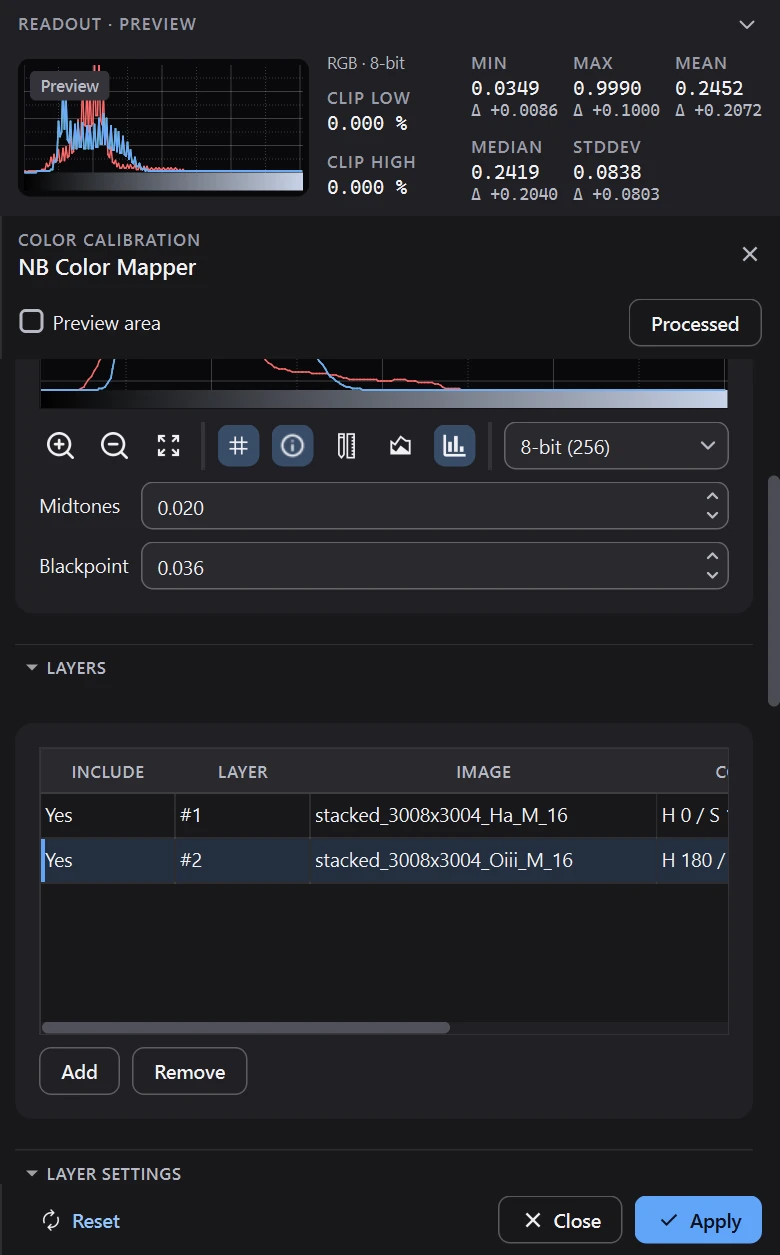 READOUT · PREVIEW
Preview
RGB · 8-bit
CLIP LOW
0.000 %
CLIP HIGH
0.000 %
MIN
0.0349
Δ +0.0086
MAX
0.9990
Δ +0.1000
MEAN
0.2452
Δ +0.2072
MEDIAN
0.2419
Δ +0.2040
STDDEV
0.0838
Δ +0.0803
COLOR CALIBRATION
NB Color Mapper
Preview area
Processed
8-bit (256)
Midtones
0.020
Blackpoint
0.036
LAYERS
INCLUDE LAYER IMAGE
Yes #1 stacked_3008x3004_Ha_M_16 H 0 / S
Yes #2 stacked_3008x3004_Oiii_M_16 H 180 /
Add Remove
LAYER SETTINGS
Reset Close Apply